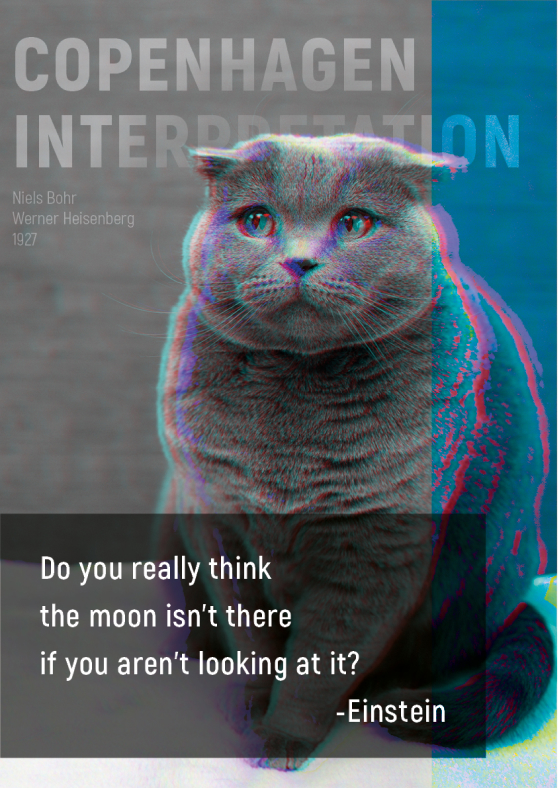 COPENHAGEN
INTERPRETATION
Niels Bohr
Werner Heisenberg
1927
Do you really think
the moon isn't there
if you aren't looking at it?
-Einstein